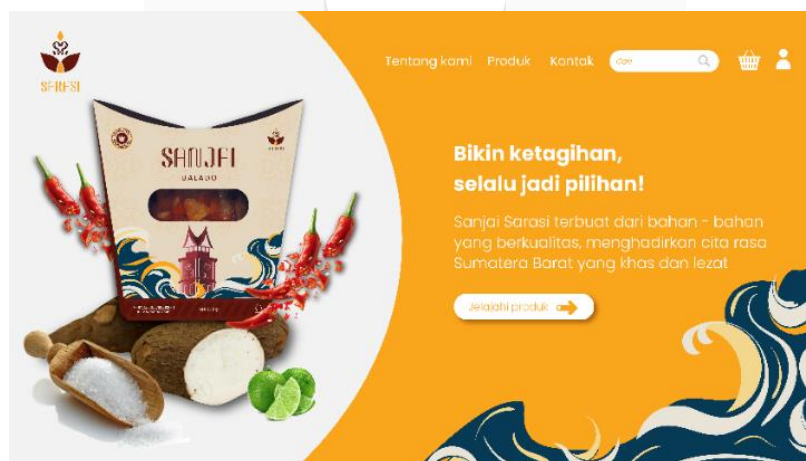 SARASI
Tentang kami Produk Kontak cari
SANJAI
BALADO
Bikin ketagihan,
selalu jadi pilihan!
Sanjai Sarasi terbuat dari bahan - bahan
yang berkualitas, menghadirkan cita rasa
Sumatera Barat yang khas dan lezat
Jelajahi produk